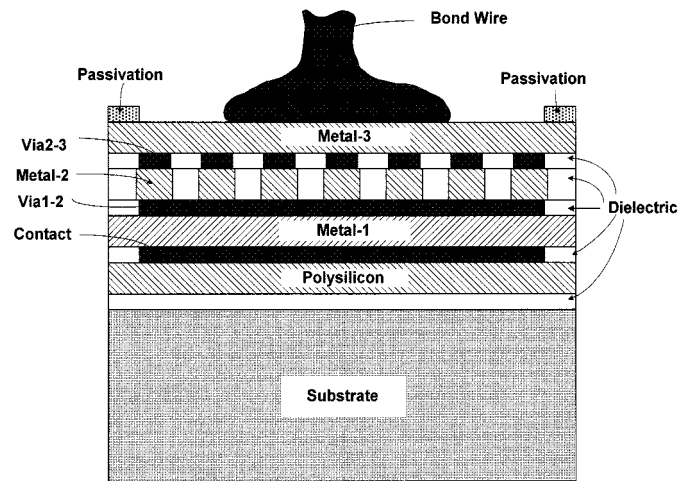 Bond Wire
Passivation
Passivation
Metal-3
Via2-3
Metal-2
Via1-2
Dielectric
Metal-1
Contact
Polysilicon
Substrate